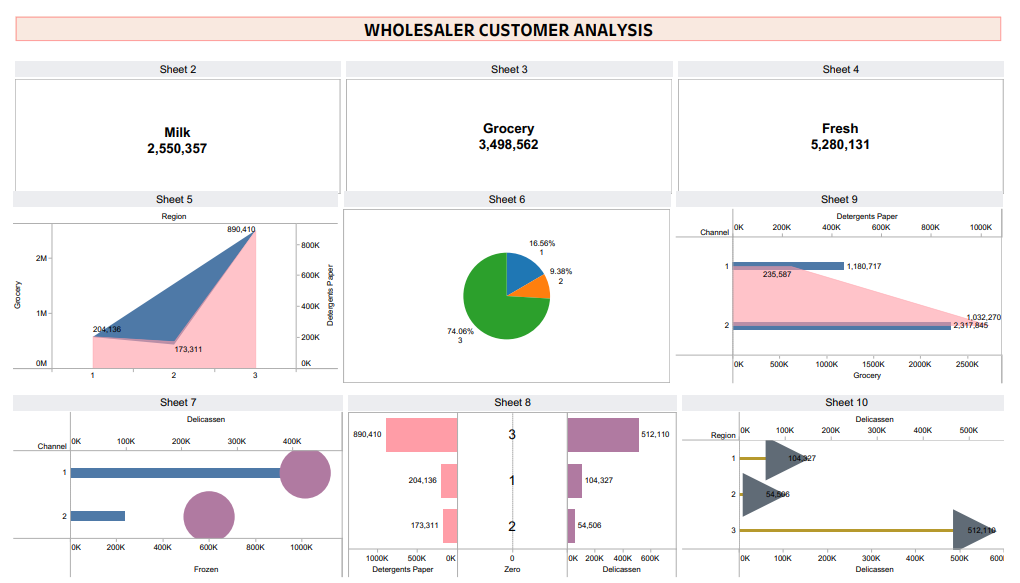 WHOLESALER CUSTOMER ANALYSIS
Sheet 2
Milk
2,550,357
Sheet 3
Grocery
3,498,562
Sheet 4
Fresh
5,280,131
Sheet 5
Region
890,410
204,136
173,311
2M
1M
0M
Grocery
800K
600K
400K
200K
0K
Detergents Paper
1 2 3
Sheet 6
16.56%
1
9.38%
2
74.06%
3
Sheet 9
Detergents Paper
Channel 0K 200K 400K 600K 800K 1000K
1 1,180,717
235,587
1,032,270
2 2,317,845
0K 500K 1000K 1500K 2000K 2500K
Grocery
Sheet 7
Delicassen
Channel 0K 100K 200K 300K 400K
1
2
0K 200K 400K 600K 800K 1000K
Frozen
Sheet 8
890,410 3 512,110
204,136 1 104,327
173,311 2 54,506
1000K 500K 0K 0 0K 200K 400K 600K
Detergents Paper Zero Delicassen
Sheet 10
Delicassen
Region 0K 100K 200K 300K 400K 500K
1 104,327
2 54,506
3 512,110
0K 100K 200K 300K 400K 500K 600
Delicassen